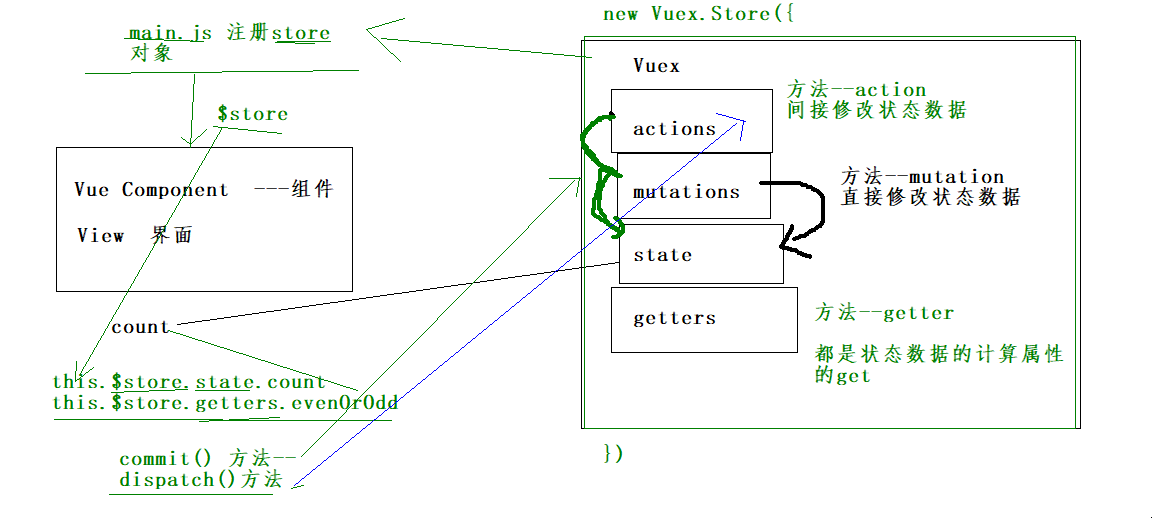 main.js 注册store
对象
$store
Vue Component ---组件
View 界面
count
this.$store.state.count
this.$store.getters.evenOrOdd
commit() 方法--
dispatch()方法
new Vuex.Store({
Vuex
actions
方法--action
间接修改状态数据
mutations
方法--mutation
直接修改状态数据
state
getters
方法--getter
都是状态数据的计算属性
的get
})